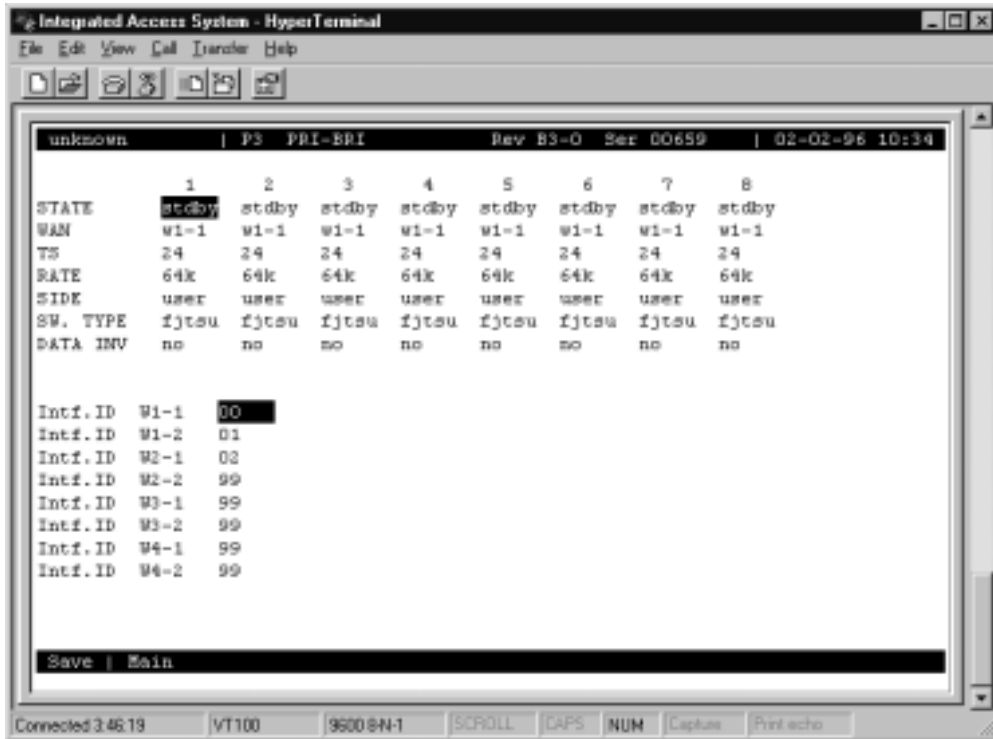 Integrated Access System - HyperTerminal
File Edit View Call Transfer Help
unknown | P3 PRI-BRI Rev B3-0 Ser 00659 | 02-02-96 10:34
1 2 3 4 5 6 7 8
STATE stdby stdby stdby stdby stdby stdby stdby stdby
WAN w1-1 w1-1 w1-1 w1-1 w1-1 w1-1 w1-1 w1-1
TS 24 24 24 24 24 24 24 24
RATE 64k 64k 64k 64k 64k 64k 64k 64k
SIDE user user user user user user user user
SW. TYPE fjtsu fjtsu fjtsu fjtsu fjtsu fjtsu fjtsu fjtsu
DATA INV no no no no no no no no
Intf.ID W1-1 00
Intf.ID W1-2 01
Intf.ID W2-1 02
Intf.ID W2-2 99
Intf.ID W3-1 99
Intf.ID W3-2 99
Intf.ID W4-1 99
Intf.ID W4-2 99
Save | Main
Connected 3:46:19 VT100 9600 8-N-1 SCROLL CAPS NUM Capture Print echo